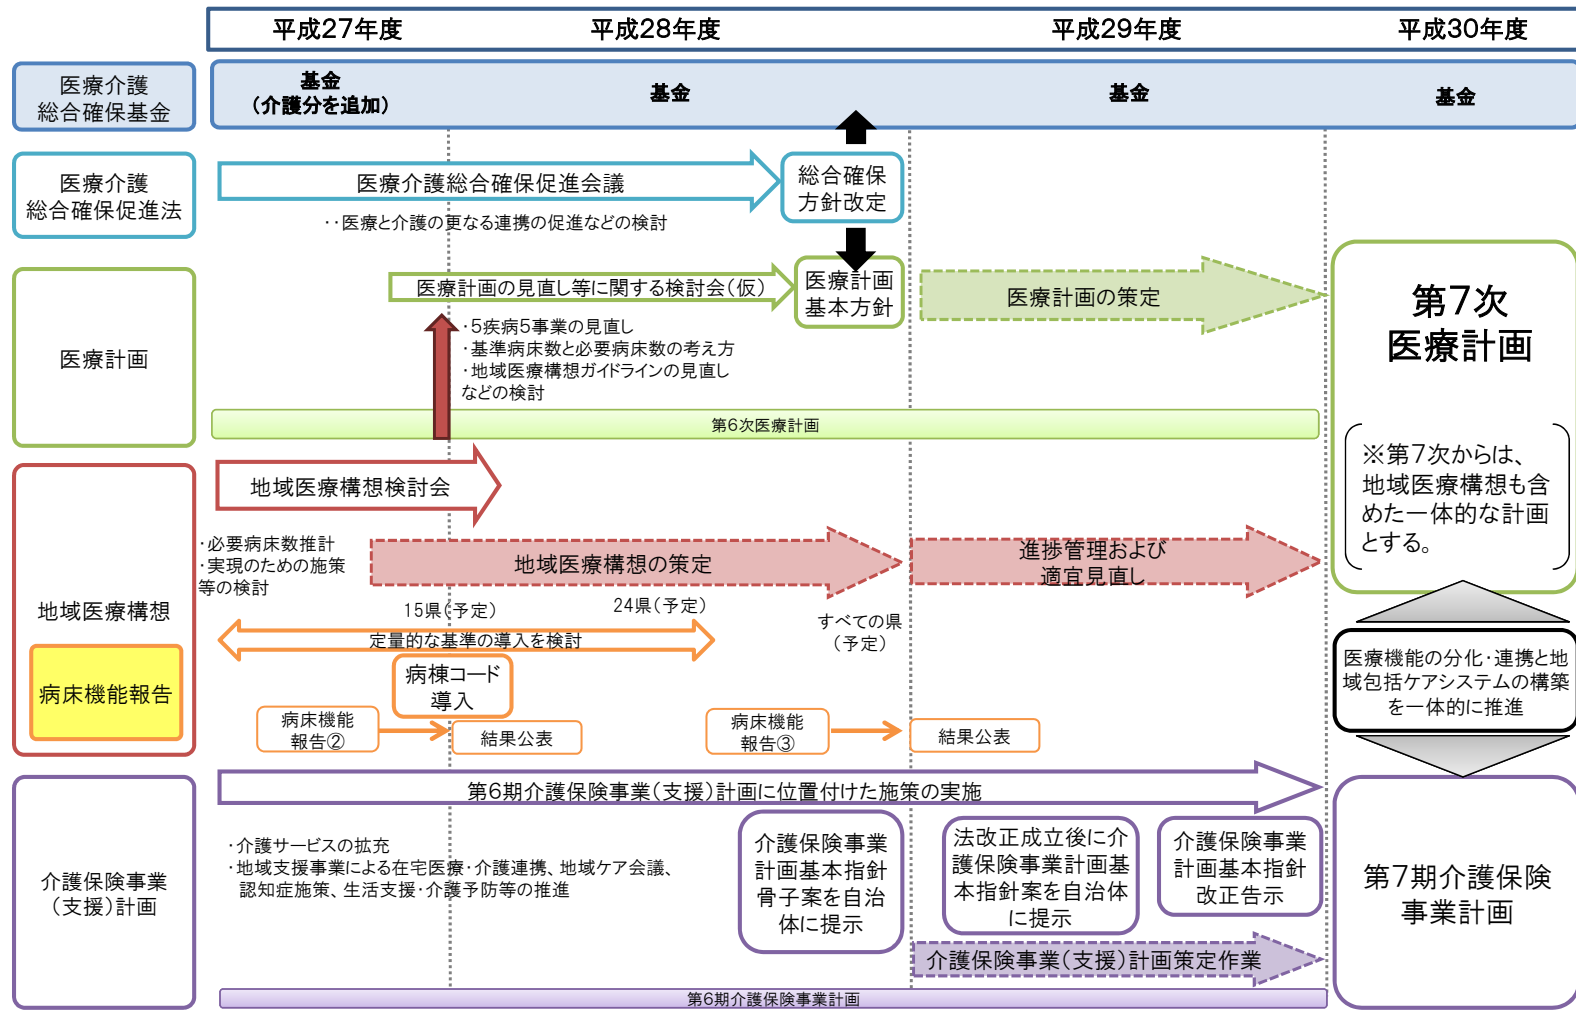 平成27年度
平成28年度
平成29年度
平成30年度
医療介護
総合確保基金
基金
(介護分を追加)
基金
基金
基金
医療介護
総合確保促進法
医療介護総合確保促進会議
‥医療と介護の更なる連携の促進などの検討
総合確保
方針改定
医療計画
医療計画の見直し等に関する検討会(仮)
・5疾病5事業の見直し
・基準病床数と必要病床数の考え方
・地域医療構想ガイドラインの見直し
などの検討
医療計画
基本方針
医療計画の策定
第6次医療計画
第7次
医療計画
※第7次からは、
地域医療構想も含
めた一体的な計画
とする。
地域医療構想
病床機能報告
地域医療構想検討会
・必要病床数推計
・実現のための施策
等の検討
地域医療構想の策定
進捗管理および
適宜見直し
15県(予定)
24県(予定)
すべての県
(予定)
定量的な基準の導入を検討
病棟コード
導入
病床機能
報告②
結果公表
病床機能
報告③
結果公表
医療機能の分化・連携と地
域包括ケアシステムの構築
を一体的に推進
介護保険事業
(支援)計画
第6期介護保険事業(支援)計画に位置付けた施策の実施
・介護サービスの拡充
・地域支援事業による在宅医療・介護連携、地域ケア会議、
認知症施策、生活支援・介護予防等の推進
介護保険事業
計画基本指針
骨子案を自治
体に提示
法改正成立後に介
護保険事業計画基
本指針案を自治体
に提示
介護保険事業
計画基本指針
改正告示
介護保険事業(支援)計画策定作業
第6期介護保険事業計画
第7期介護保険
事業計画